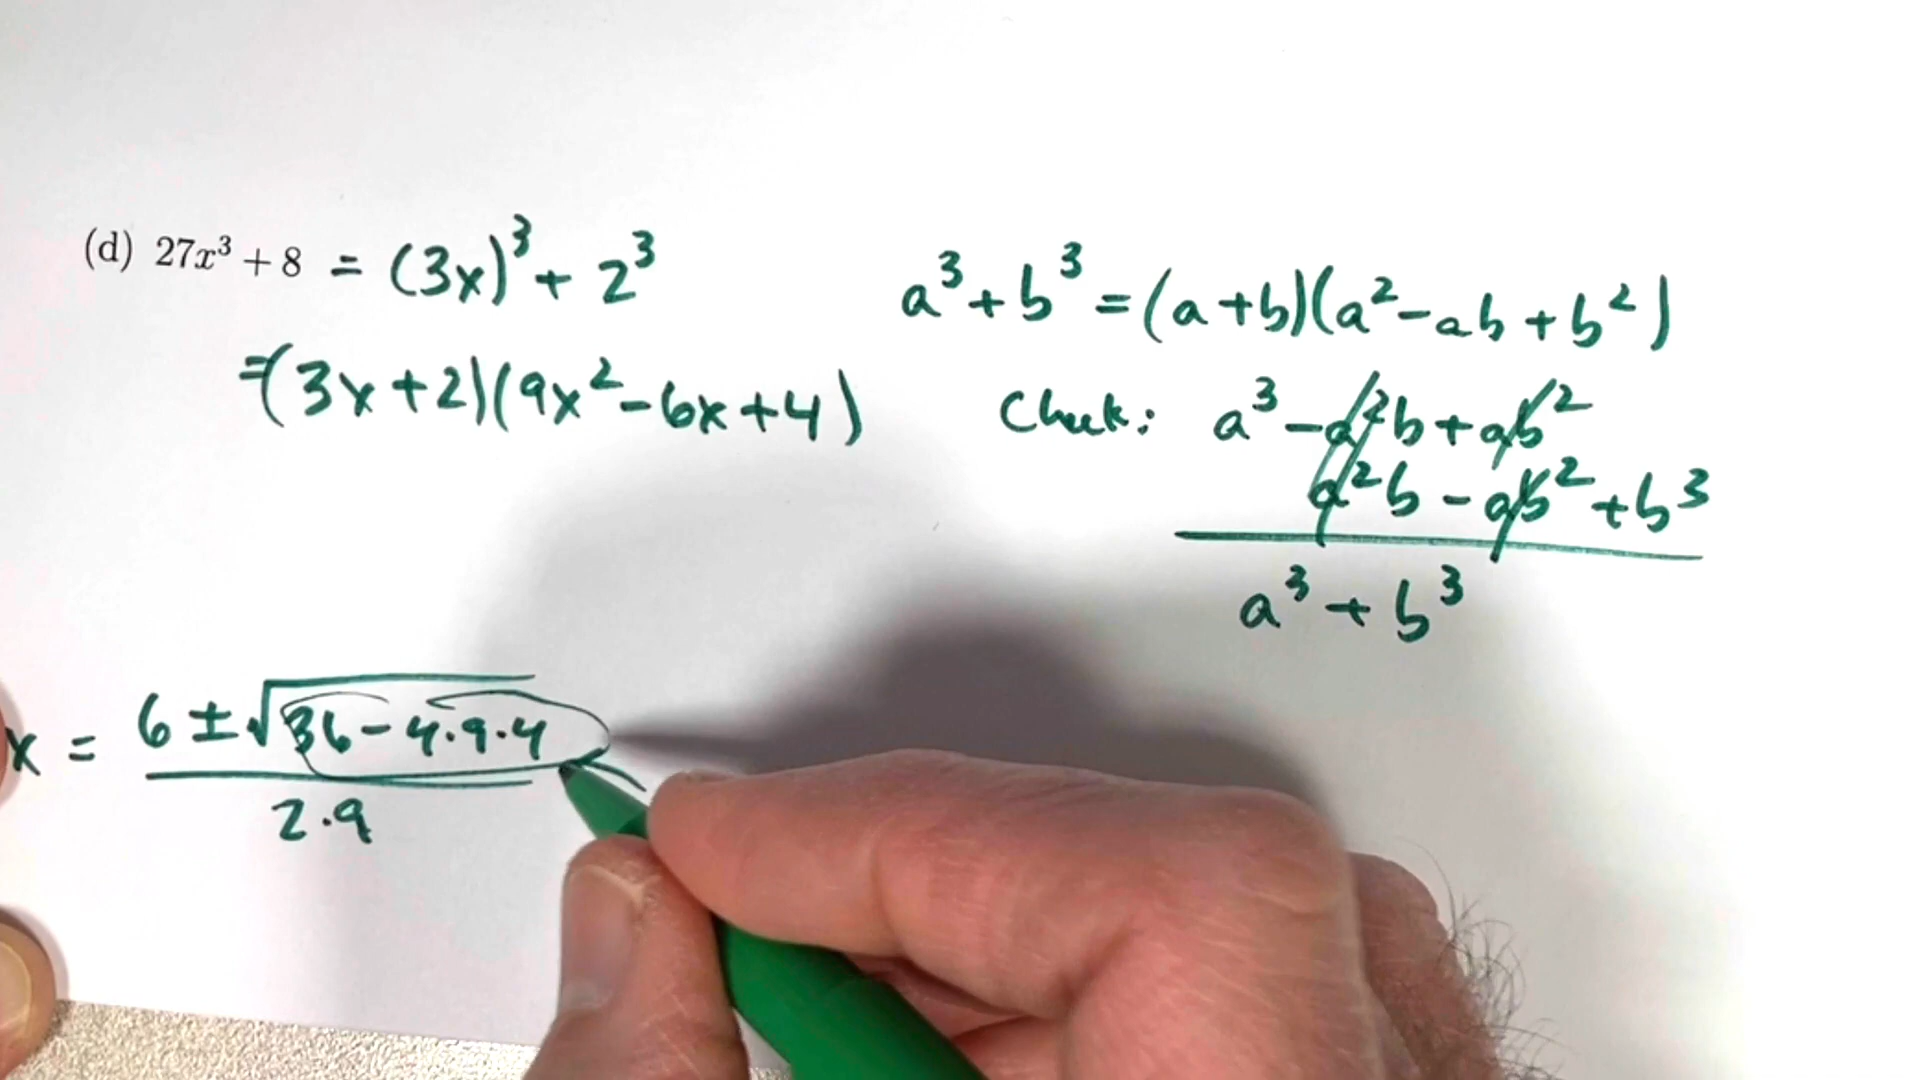 (d) 27x³ + 8 = (3x)³ + 2³
= (3x+2)(9x²-6x+4)
a³+b³=(a+b)(a²-ab+b²)
Check: a³-a²b+ab²
a²b-ab²+b³
a³+b³
x = (6±√(36-4·9·4))/(2·9)